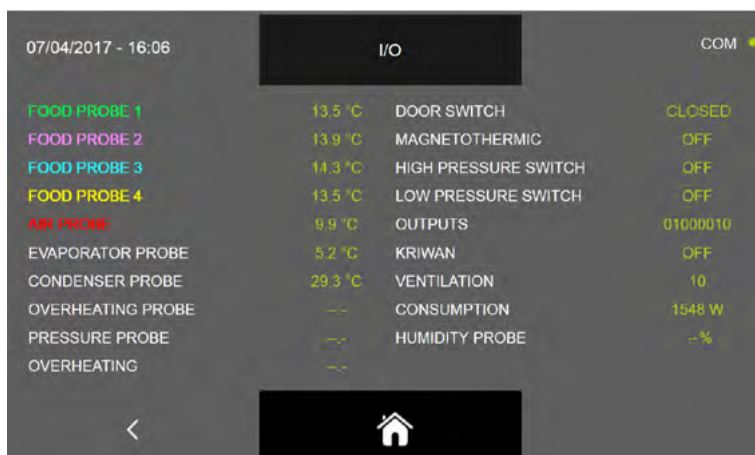 07/04/2017 - 16:06 I/O COM
FOOD PROBE 1 13.5 °C DOOR SWITCH CLOSED
FOOD PROBE 2 13.9 °C MAGNETOTHERMIC OFF
FOOD PROBE 3 14.3 °C HIGH PRESSURE SWITCH OFF
FOOD PROBE 4 13.5 °C LOW PRESSURE SWITCH OFF
AIR PROBE 9.9 °C OUTPUTS 01000010
EVAPORATOR PROBE 5.2 °C KRIWAN OFF
CONDENSER PROBE 29.3 °C VENTILATION 10
OVERHEATING PROBE --.- CONSUMPTION 1548 W
PRESSURE PROBE --.- HUMIDITY PROBE --%
OVERHEATING --.-